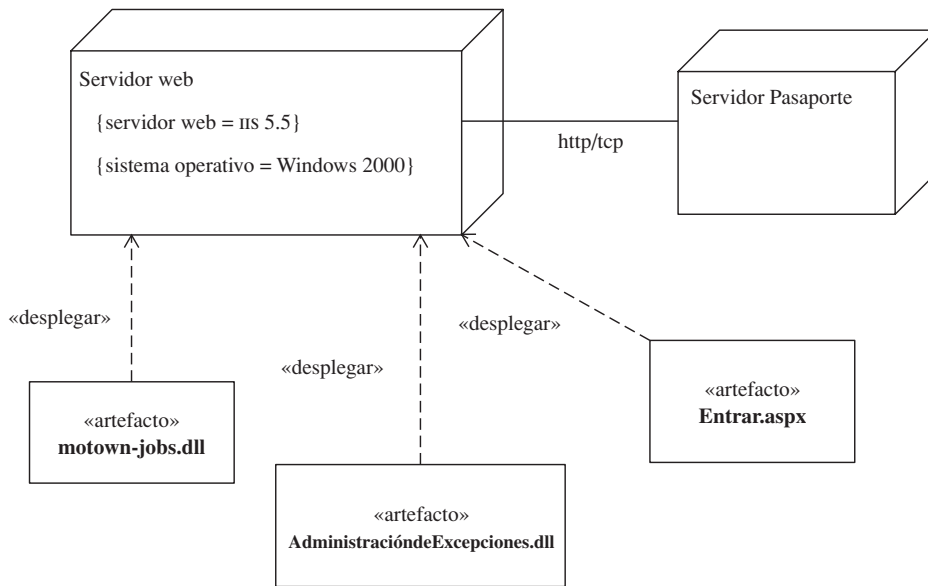 Servidor web
{servidor web = IIS 5.5}
{sistema operativo = Windows 2000}
Servidor Pasaporte
http/tcp
«desplegar»
«desplegar»
«desplegar»
«artefacto»
motown-jobs.dll
«artefacto»
AdministracióndeExcepciones.dll
«artefacto»
Entrar.aspx